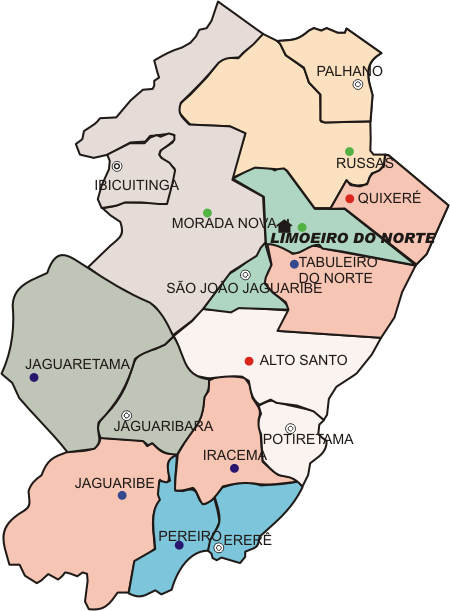 PALHANO
RUSSAS
IBICUITINGA
QUIXERÉ
MORADA NOVA
LIMOEIRO DO NORTE
TABULEIRO
DO NORTE
SÃO JOÃO JAGUARIBE
ALTO SANTO
JAGUARETAMA
JAGUARIBARA
POTIRETAMA
IRACEMA
JAGUARIBE
PEREIRO
ERERÊ